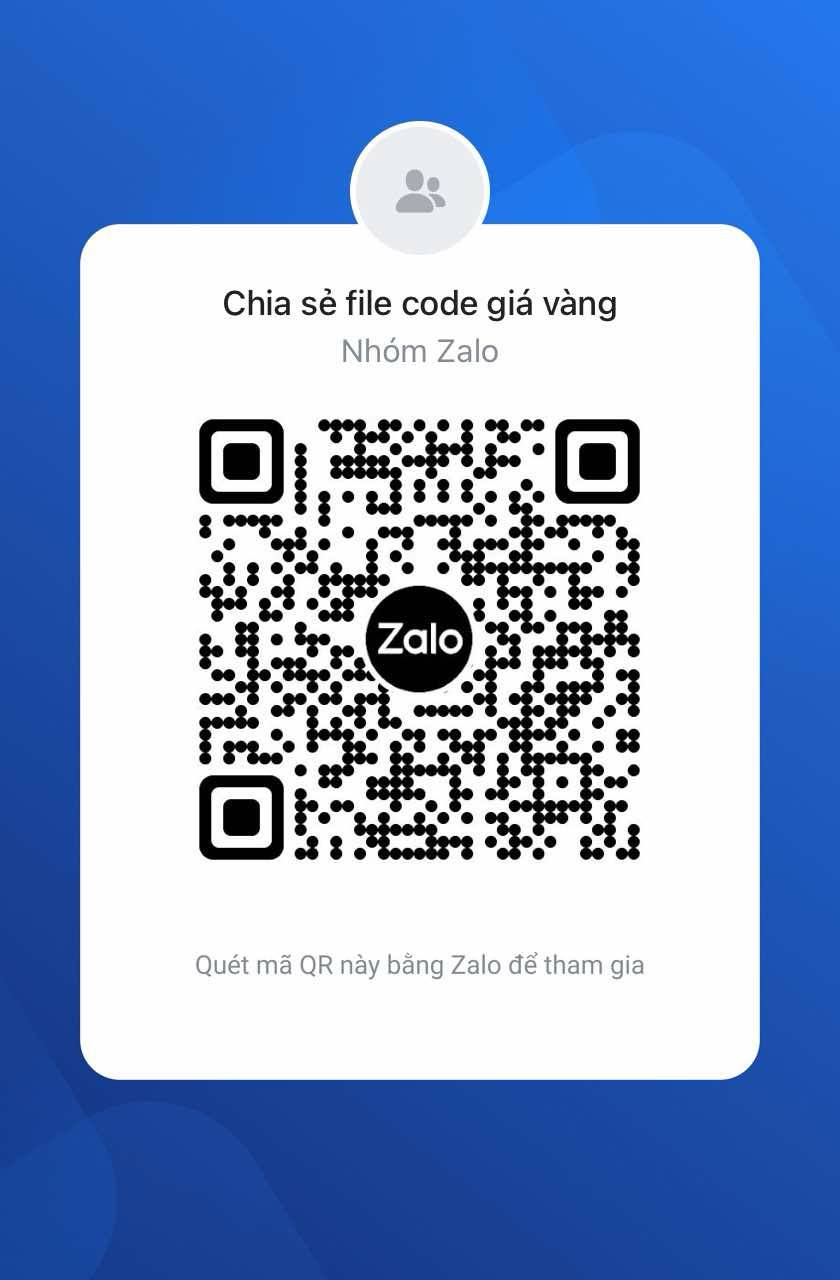 Chia sẻ file code giá vàng
Nhóm Zalo
Zalo
Quét mã QR này bằng Zalo để tham gia